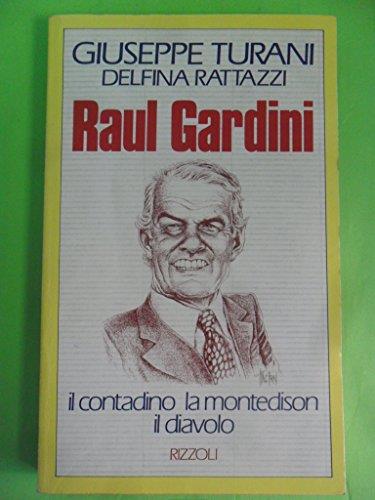 GIUSEPPE TURANI
DELFINA RATTAZZI
Raul Gardini
il contadino la montedison
il diavolo
RIZZOLI